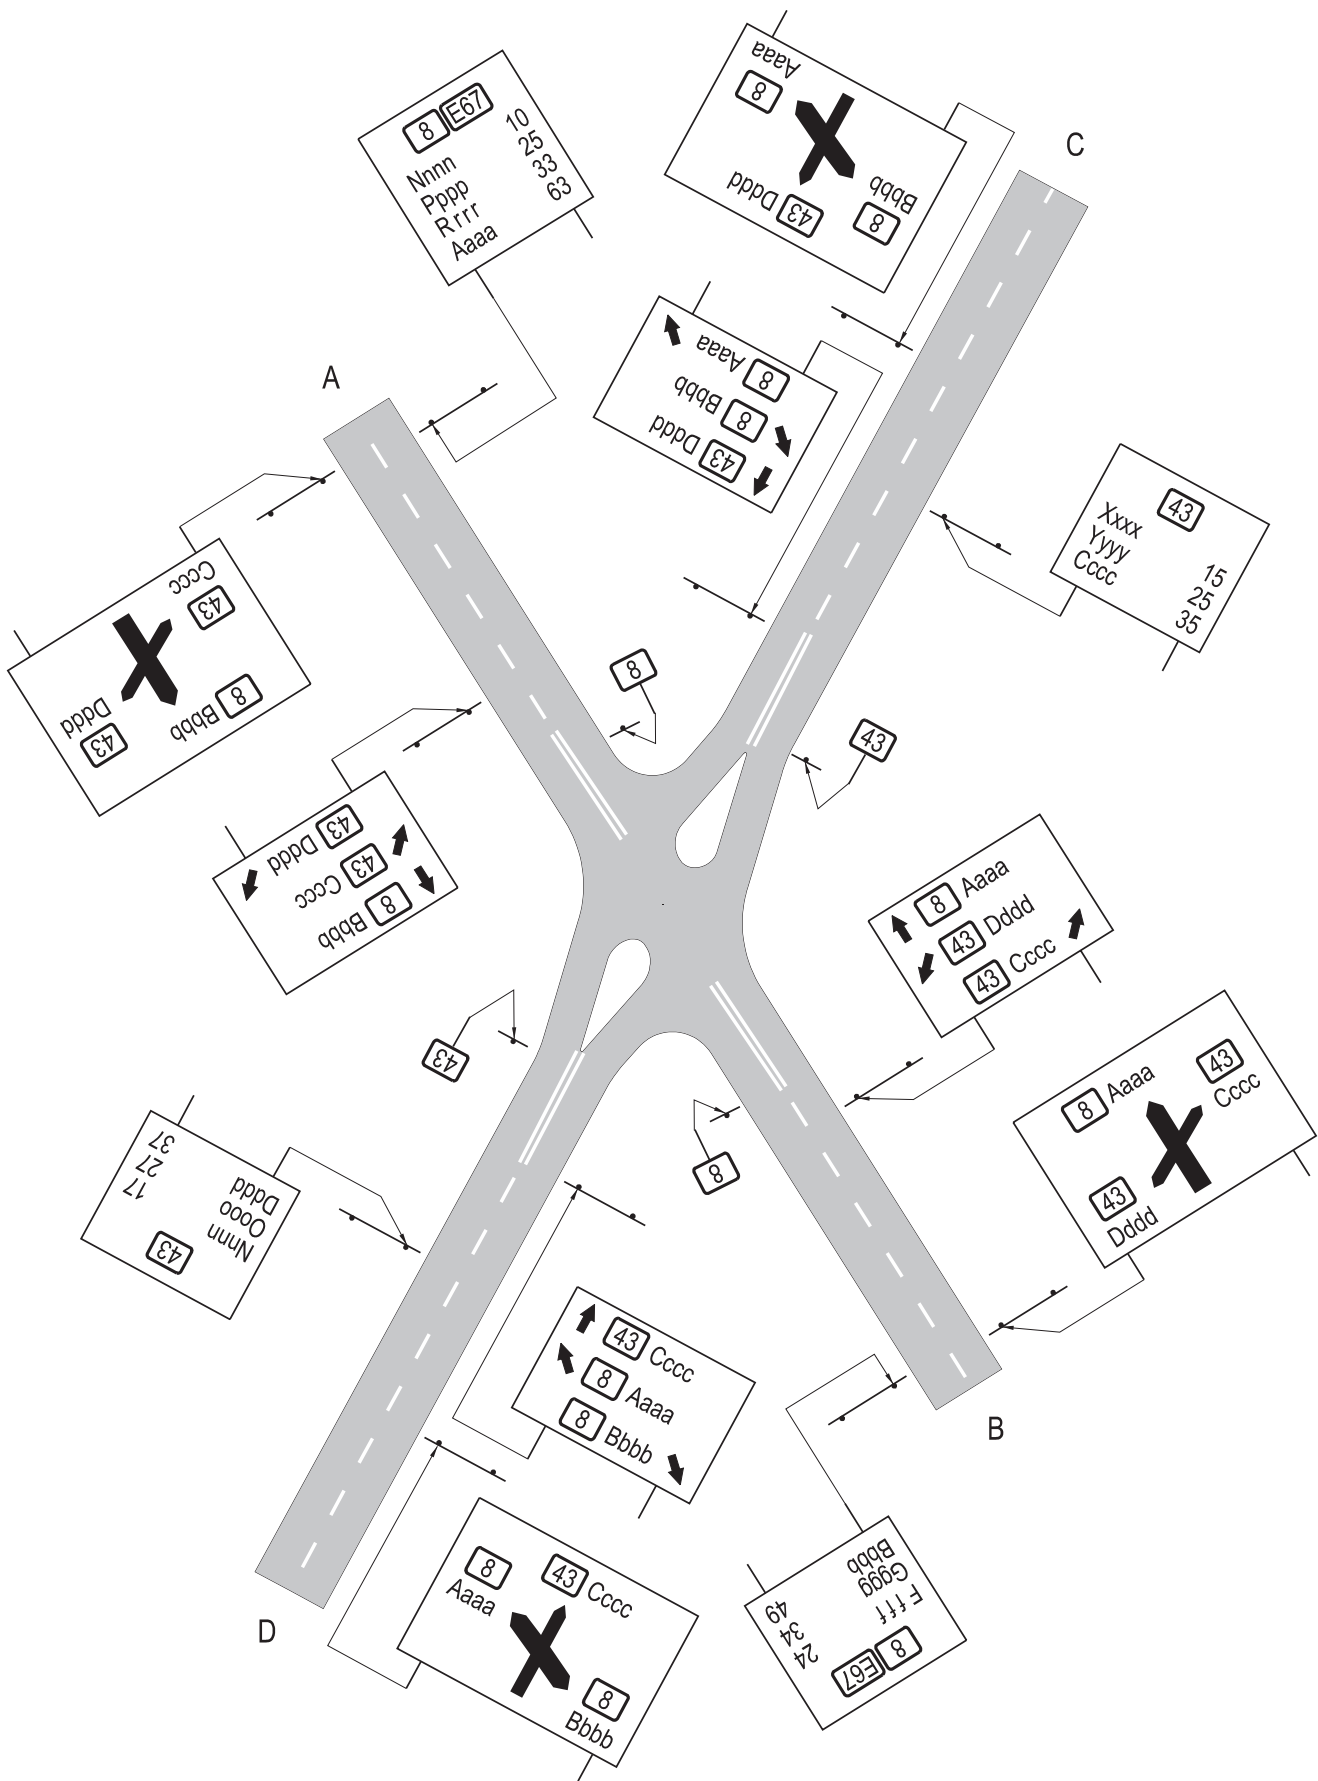 Aaaa
8
8
Bbbb
43 Dddd
C
8 E67
Nnnn 10
Pppp 25
Rrrr 33
Aaaa 63
8 Aaaa
8 Bbbb
43 Dddd
A
43
Xxxx 15
Yyyy 25
Cccc 35
Cccc
43
8 Bbbb
Dddd
43
8
43
43 Dddd
43 Cccc
8 Bbbb
8 Aaaa
43 Dddd
43 Cccc
43
8 Aaaa
43
Cccc
43
Dddd
8
43
Nnnn 17
Oooo 27
Dddd 37
43 Cccc
8 Aaaa
8 Bbbb
B
8
Aaaa
43 Cccc
8
Bbbb
D
8 E67
Ffff 24
Gggg 34
Bbbb 49